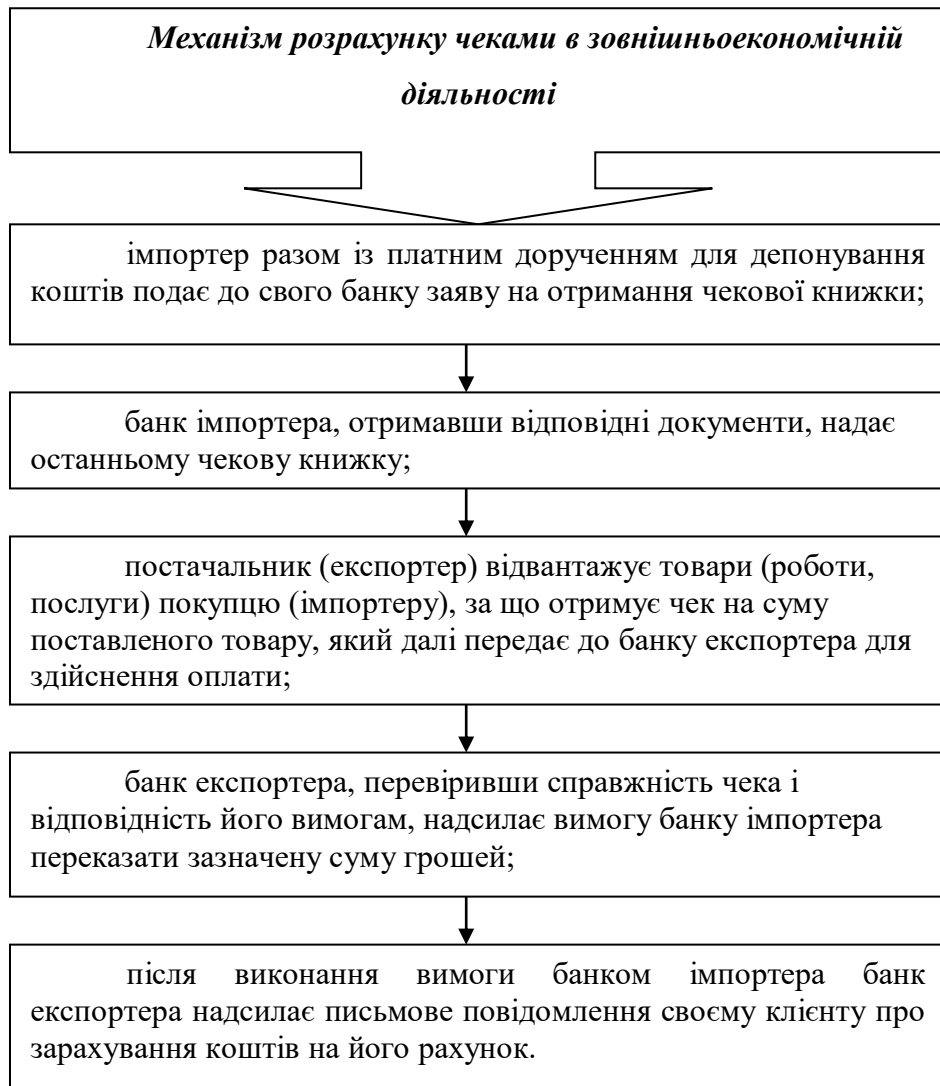 Механізм розрахунку чеками в зовнішньоекономічній
діяльності
імпортер разом із платним дорученням для депонування
коштів подає до свого банку заяву на отримання чекової книжки;
банк імпортера, отримавши відповідні документи, надає
останньому чекову книжку;
постачальник (експортер) відвантажує товари (роботи,
послуги) покупцю (імпортеру), за що отримує чек на суму
поставленого товару, який далі передає до банку експортера для
здійснення оплати;
банк експортера, перевіривши справжність чека і
відповідність його вимогам, надсилає вимогу банку імпортера
переказати зазначену суму грошей;
після виконання вимоги банком імпортера банк
експортера надсилає письмове повідомлення своєму клієнту про
зарахування коштів на його рахунок.